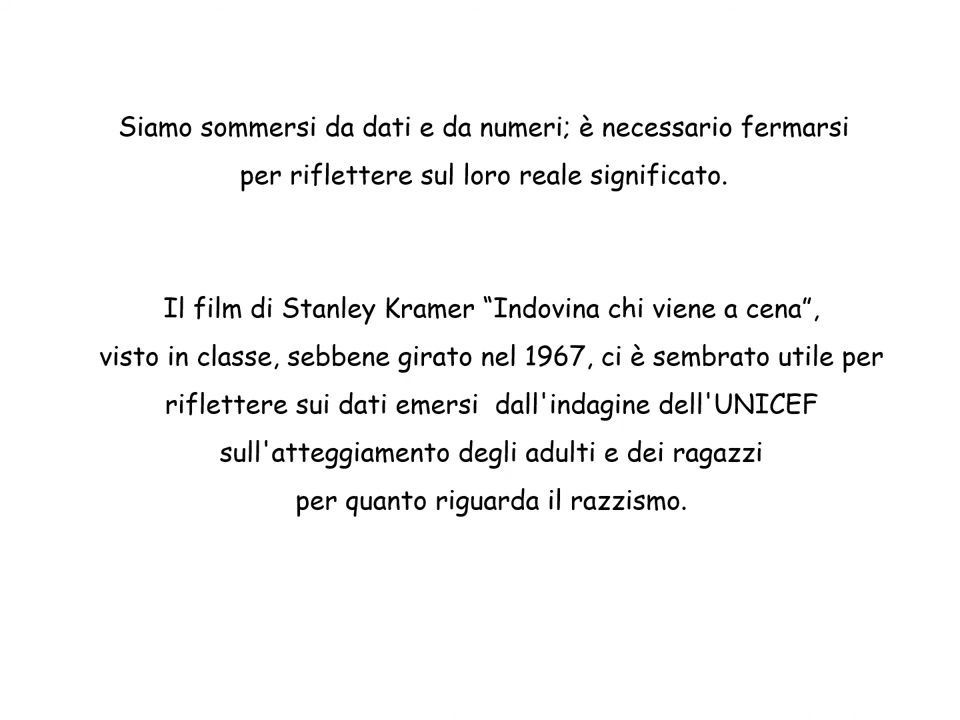 Siamo sommersi da dati e da numeri; è necessario fermarsi
per riflettere sul loro reale significato.
Il film di Stanley Kramer “Indovina chi viene a cena”,
visto in classe, sebbene girato nel 1967, ci è sembrato utile per
riflettere sui dati emersi  dall'indagine dell'UNICEF
sull'atteggiamento degli adulti e dei ragazzi
per quanto riguarda il razzismo.